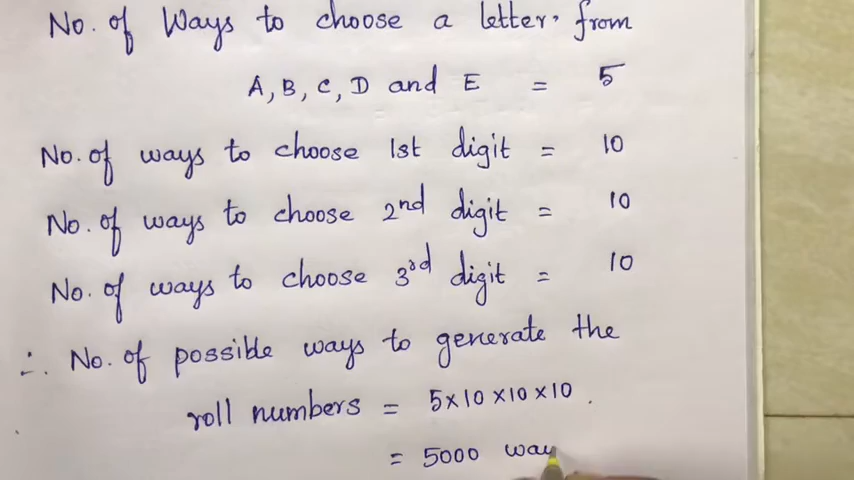 No. of Ways to choose a letter from
A, B, C, D and E = 5
No. of ways to choose 1st digit = 10
No. of ways to choose 2nd digit = 10
No. of ways to choose 3rd digit = 10
∴ No. of possible ways to generate the
roll numbers = 5×10×10×10.
= 5000 way